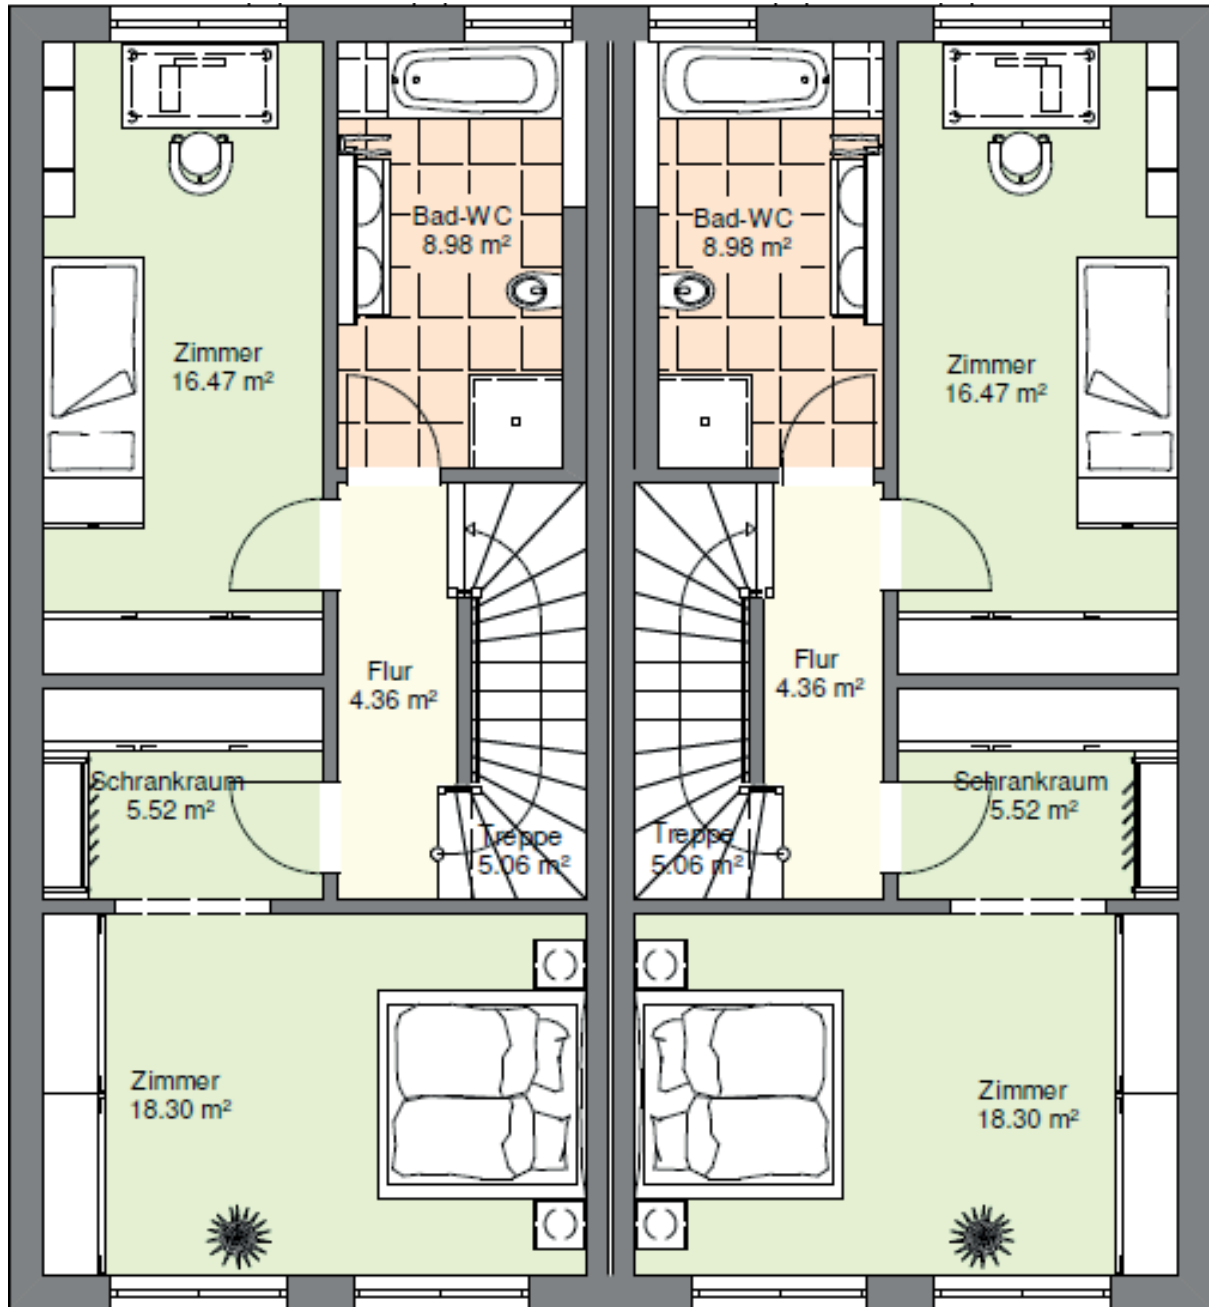 Bad-WC
8.98 m²
Bad-WC
8.98 m²
Zimmer
16.47 m²
Zimmer
16.47 m²
Flur
4.36 m²
Flur
4.36 m²
Schrankraum
5.52 m²
Treppe
5.06 m²
Treppe
5.06 m²
Schrankraum
5.52 m²
Zimmer
18.30 m²
Zimmer
18.30 m²